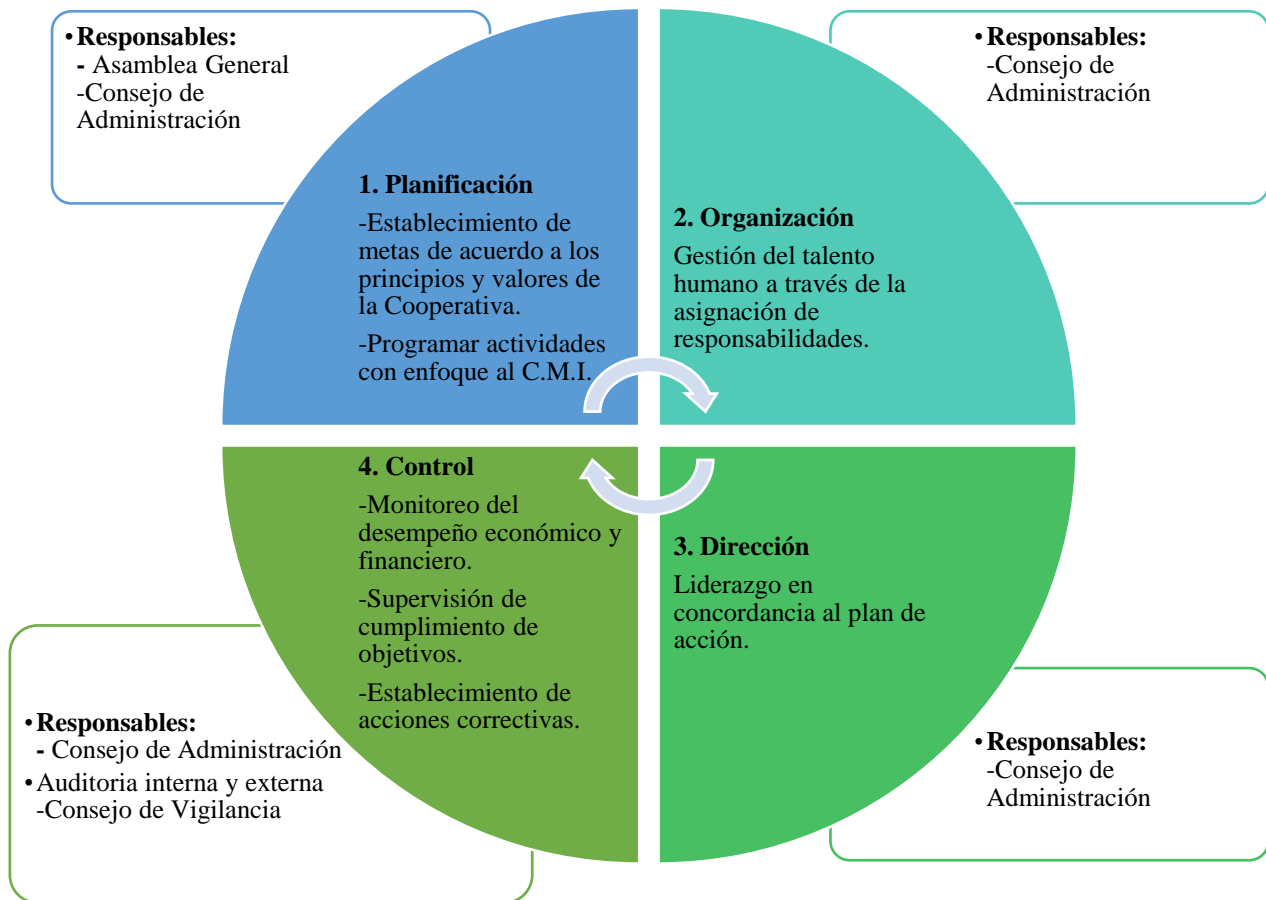 •Responsables:
- Asamblea General
-Consejo de
Administración
1. Planificación
-Establecimiento de
metas de acuerdo a los
principios y valores de
la Cooperativa.
-Programar actividades
con enfoque al C.M.I.
•Responsables:
-Consejo de
Administración
2. Organización
Gestión del talento
humano a través de la
asignación de
responsabilidades.
3. Dirección
Liderazgo en
concordancia al plan de
acción.
•Responsables:
-Consejo de
Administración
4. Control
-Monitoreo del
desempeño económico y
financiero.
-Supervisión de
cumplimiento de
objetivos.
-Establecimiento de
acciones correctivas.
•Responsables:
- Consejo de Administración
•Auditoria interna y externa
-Consejo de Vigilancia